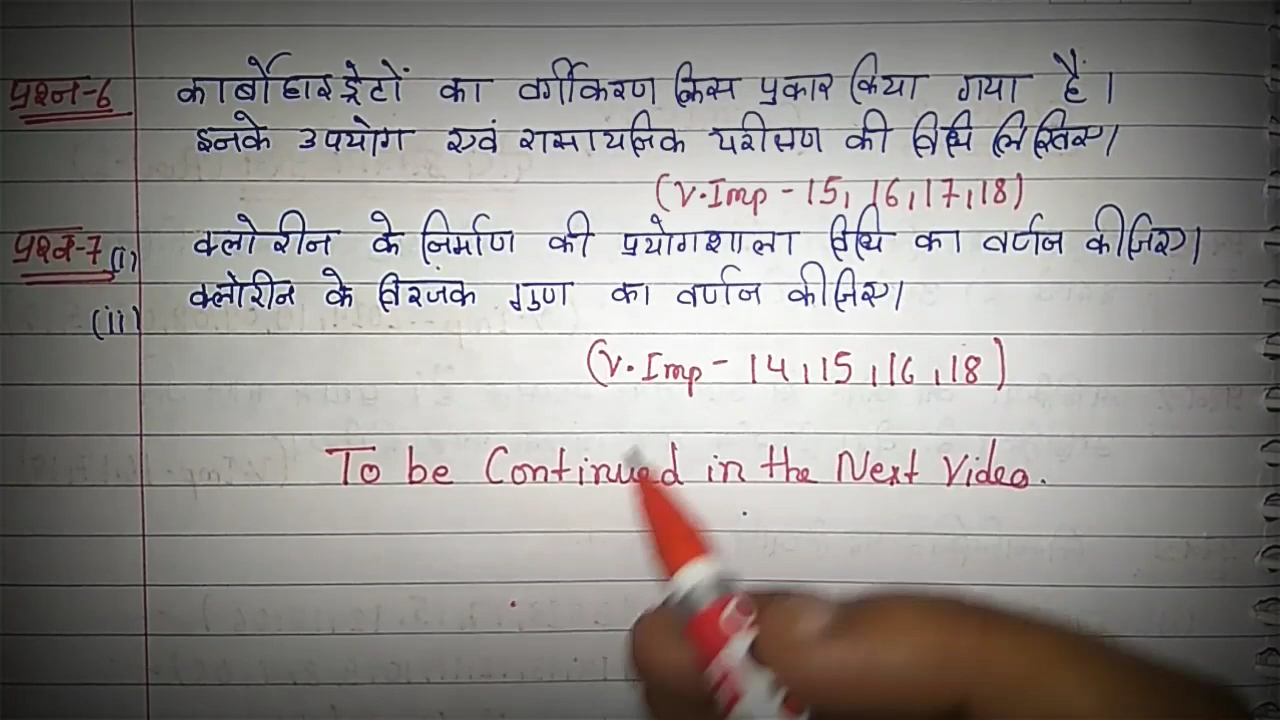 प्रश्न-6 कार्बोहाइड्रेटों का वर्गीकरण किस प्रकार किया गया है।
इनके उपयोग एवं रासायनिक परीक्षण की विधि लिखिए।
(V.Imp - 15, 16, 17, 18)
प्रश्न-7 (i) क्लोरीन के निर्माण की प्रयोगशाला विधि का वर्णन कीजिए।
(ii) क्लोरीन के विरंजक गुण का वर्णन कीजिए।
(V.Imp - 14, 15, 16, 18)
To be Continued in the Next Video.